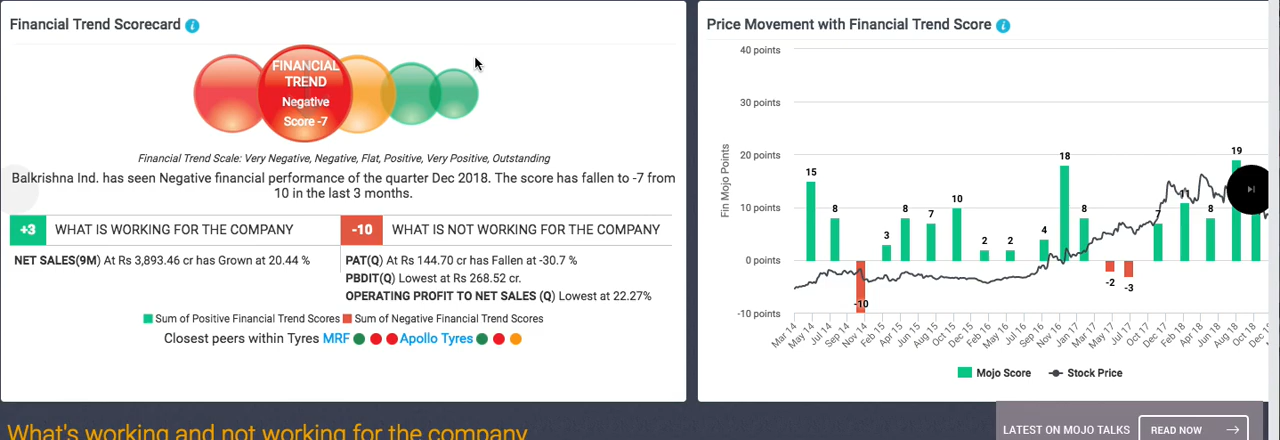 Financial Trend Scorecard i
FINANCIAL
TREND
Negative
Score -7
Financial Trend Scale: Very Negative, Negative, Flat, Positive, Very Positive, Outstanding
Balkrishna Ind. has seen Negative financial performance of the quarter Dec 2018. The score has fallen to -7 from
10 in the last 3 months.
+3 WHAT IS WORKING FOR THE COMPANY
NET SALES(9M) At Rs 3,893.46 cr has Grown at 20.44 %
-10 WHAT IS NOT WORKING FOR THE COMPANY
PAT(Q) At Rs 144.70 cr has Fallen at -30.7 %
PBDIT(Q) Lowest at Rs 268.52 cr.
OPERATING PROFIT TO NET SALES (Q) Lowest at 22.27%
Sum of Positive Financial Trend Scores Sum of Negative Financial Trend Scores
Closest peers within Tyres MRF Apollo Tyres
Price Movement with Financial Trend Score i
Fin Mojo Points
40 points
30 points
20 points
10 points
0 points
-10 points
15 8 -10 3 8 7 10 2 2 4 18 8 -2 -3 7 11 8 19
Mar 14 May 14 Jul 14 Sep 14 Nov 14 Feb 15 Apr 15 Jun 15 Aug 15 Oct 15 Dec 15 Feb 16 May 16 Jul 16 Sep 16 Nov 16 Jan 17 Mar 17 May 17 Jul 17 Oct 17 Dec 17 Feb 18 Apr 18 Jun 18 Aug 18 Oct 18
Mojo Score Stock Price
What's working and not working for the company
LATEST ON MOJO TALKS READ NOW